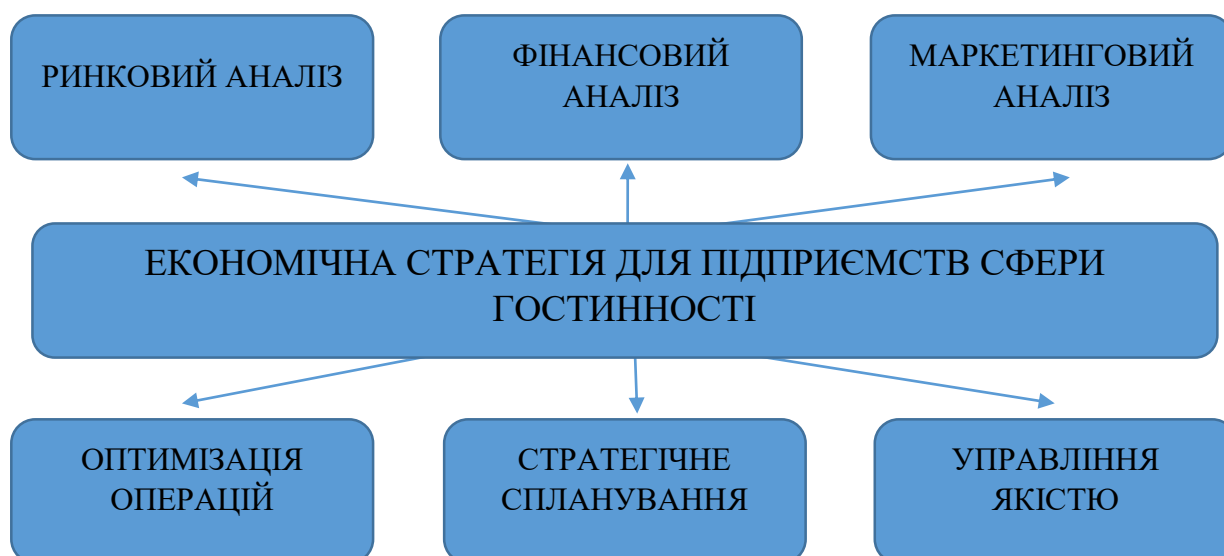 РИНКОВИЙ АНАЛІЗ
ФІНАНСОВИЙ
АНАЛІЗ
МАРКЕТИНГОВИЙ
АНАЛІЗ
ЕКОНОМІЧНА СТРАТЕГІЯ ДЛЯ ПІДПРИЄМСТВ СФЕРИ
ГОСТИННОСТІ
ОПТИМІЗАЦІЯ
ОПЕРАЦІЙ
СТРАТЕГІЧНЕ
СПЛАНУВАННЯ
УПРАВЛІННЯ
ЯКІСТЮ